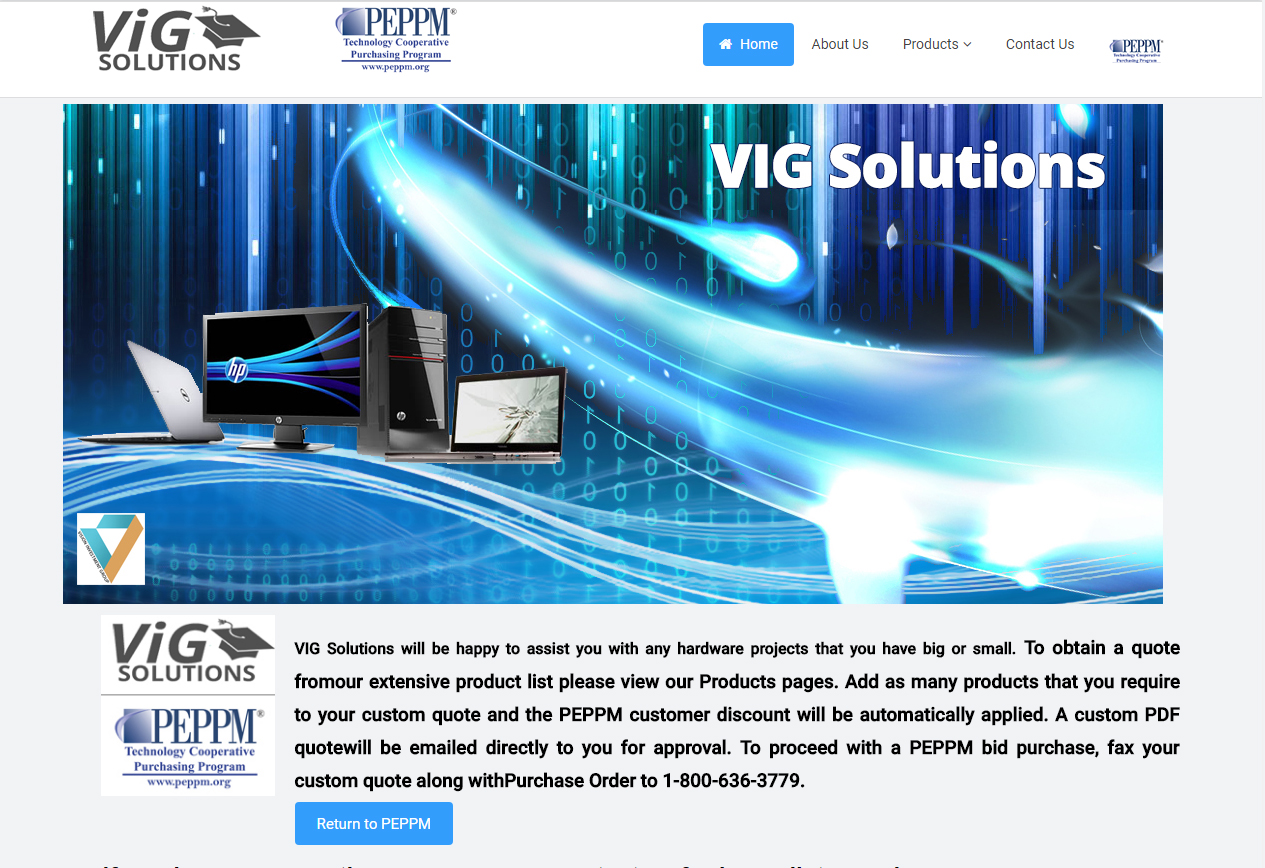 ViG
SOLUTIONS
PEPPM®
Technology Cooperative
Purchasing Program
www.peppm.org
Home
About Us
Products
Contact Us
PEPPM
Technology Cooperative
Purchasing Program
VIG Solutions
hp
VISION INVESTMENT GROUP
ViG
SOLUTIONS
PEPPM®
Technology Cooperative
Purchasing Program
www.peppm.org
VIG Solutions will be happy to assist you with any hardware projects that you have big or small. To obtain a quote
fromour extensive product list please view our Products pages. Add as many products that you require
to your custom quote and the PEPPM customer discount will be automatically applied. A custom PDF
quotewill be emailed directly to you for approval. To proceed with a PEPPM bid purchase, fax your
custom quote along withPurchase Order to 1-800-636-3779.
Return to PEPPM